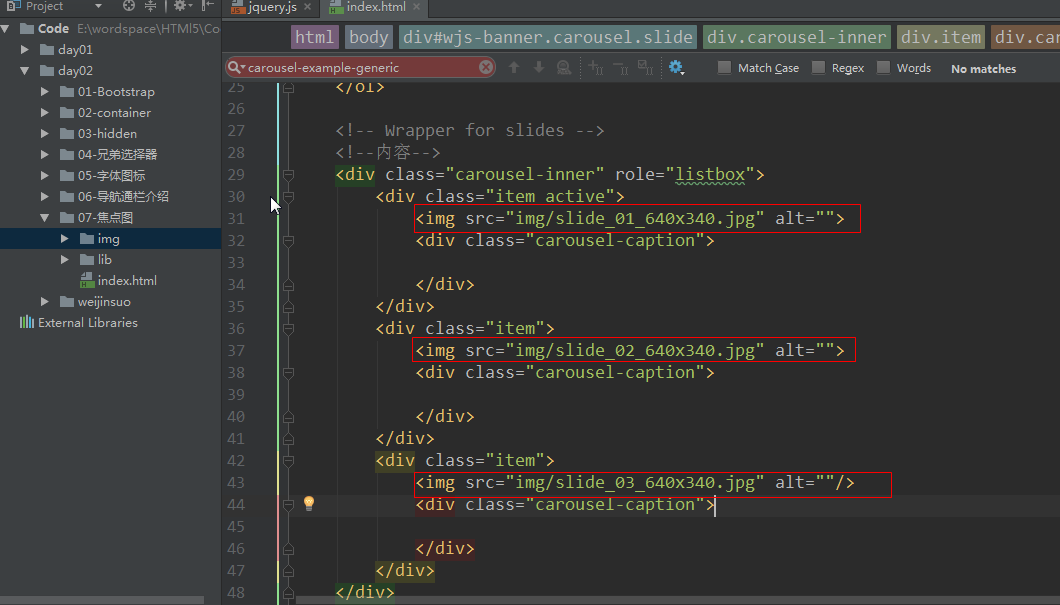 Project
jquery.js
index.html
Code E:\wordspace\HTMl5\Co
day01
day02
01-Bootstrap
02-container
03-hidden
04-兄弟选择器
05-字体图标
06-导航通栏介绍
07-焦点图
img
lib
index.html
weijinsuo
External Libraries
html body div#wjs-banner.carousel.slide div.carousel-inner div.item div.car
carousel-example-generic Match Case Regex Words No matches
25 </ol>
26
27 <!-- Wrapper for slides -->
28 <!--内容-->
29 <div class="carousel-inner" role="listbox">
30 <div class="item active">
31 <img src="img/slide_01_640x340.jpg" alt="">
32 <div class="carousel-caption">
33
34 </div>
35 </div>
36 <div class="item">
37 <img src="img/slide_02_640x340.jpg" alt="">
38 <div class="carousel-caption">
39
40 </div>
41 </div>
42 <div class="item">
43 <img src="img/slide_03_640x340.jpg" alt=""/>
44 <div class="carousel-caption">
45
46 </div>
47 </div>
48 </div>